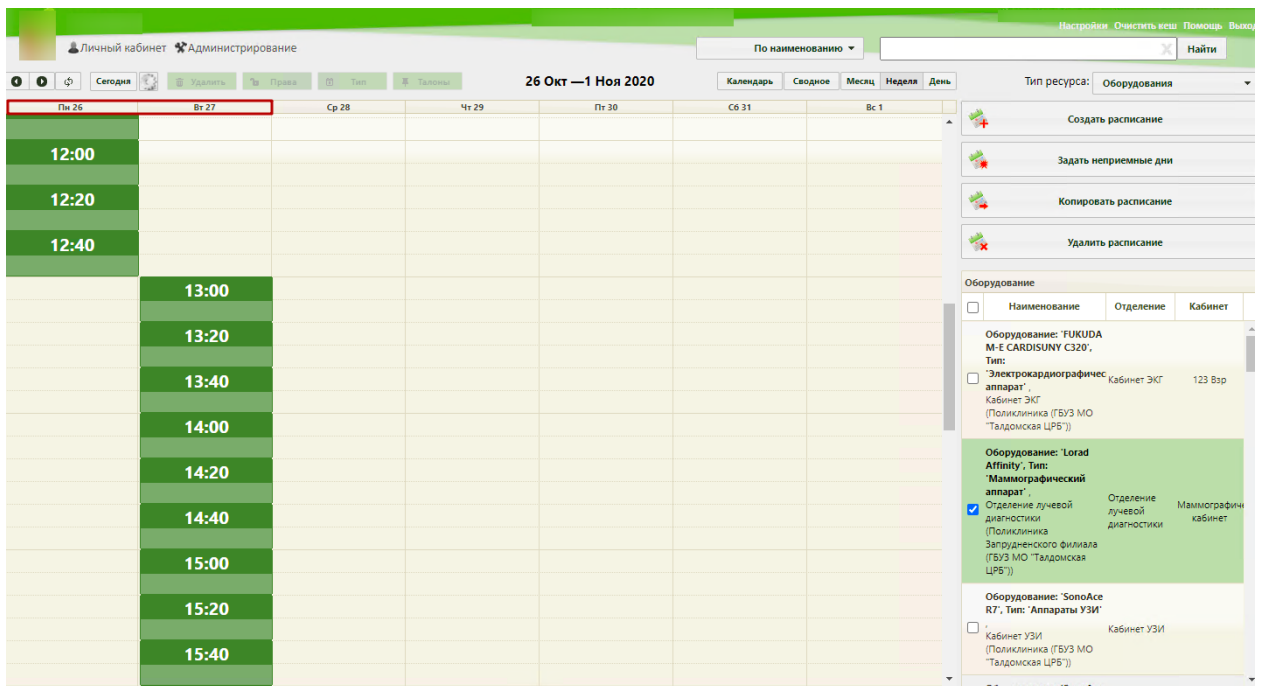 Настройки Очистить кеш Помощь Выход
Личный кабинет Администрирование
По наименованию
Найти
Сегодня
Удалить
Права
Тип
Талоны
26 Окт —1 Ноя 2020
Календарь Сводное Месяц Неделя День
Тип ресурса: Оборудования
Пн 26 Вт 27 Ср 28 Чт 29 Пт 30 Сб 31 Вс 1
12:00
12:20
12:40
13:00
13:20
13:40
14:00
14:20
14:40
15:00
15:20
15:40
Создать расписание
Задать неприемные дни
Копировать расписание
Удалить расписание
Оборудование
Наименование Отделение Кабинет
Оборудование: 'FUKUDA
M-E CARDISUNY C320',
Тип:
'Электрокардиографичес
аппарат' ,
Кабинет ЭКГ
(Поликлиника (ГБУЗ МО
"Талдомская ЦРБ"))
Кабинет ЭКГ
123 Взр
Оборудование: 'Lorad
Affinity', Тип:
'Маммографический
аппарат' ,
Отделение лучевой
диагностики
(Поликлиника
Запрудненского филиала
(ГБУЗ МО "Талдомская
ЦРБ"))
Отделение
лучевой
диагностики
Маммографиче
кабинет
Оборудование: 'SonoAce
R7', Тип: 'Аппараты УЗИ'
,
Кабинет УЗИ
(Поликлиника (ГБУЗ МО
"Талдомская ЦРБ"))
Кабинет УЗИ